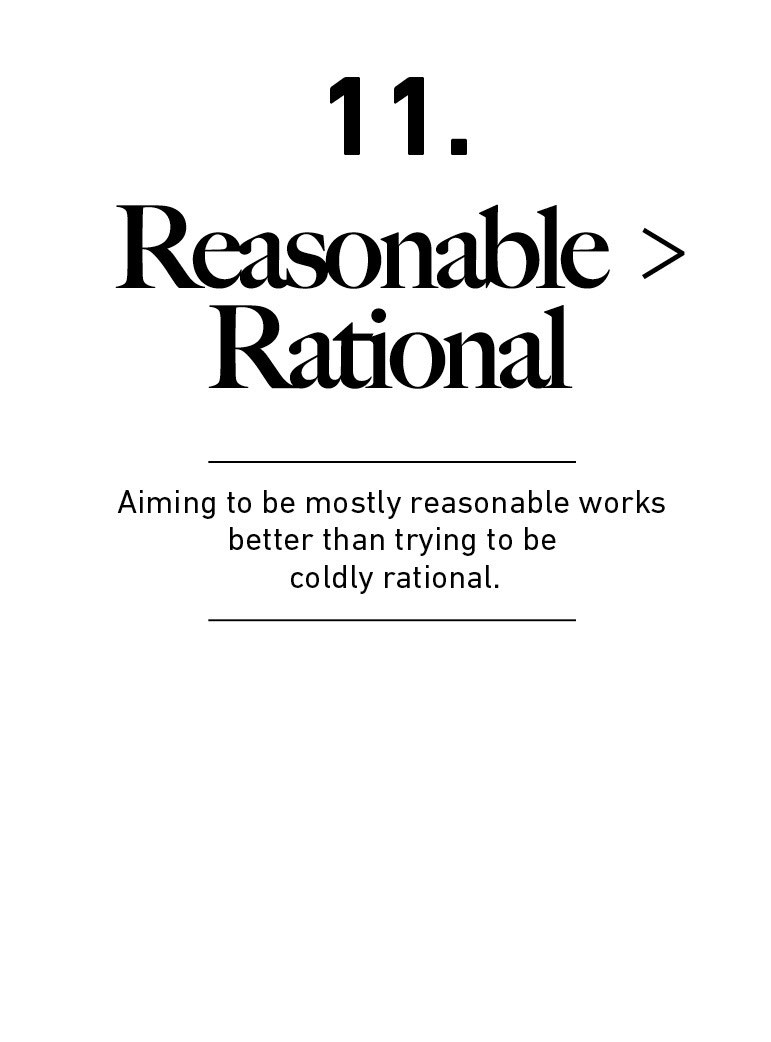 11.
Reasonable >
Rational
Aiming to be mostly reasonable works
better than trying to be
coldly rational.